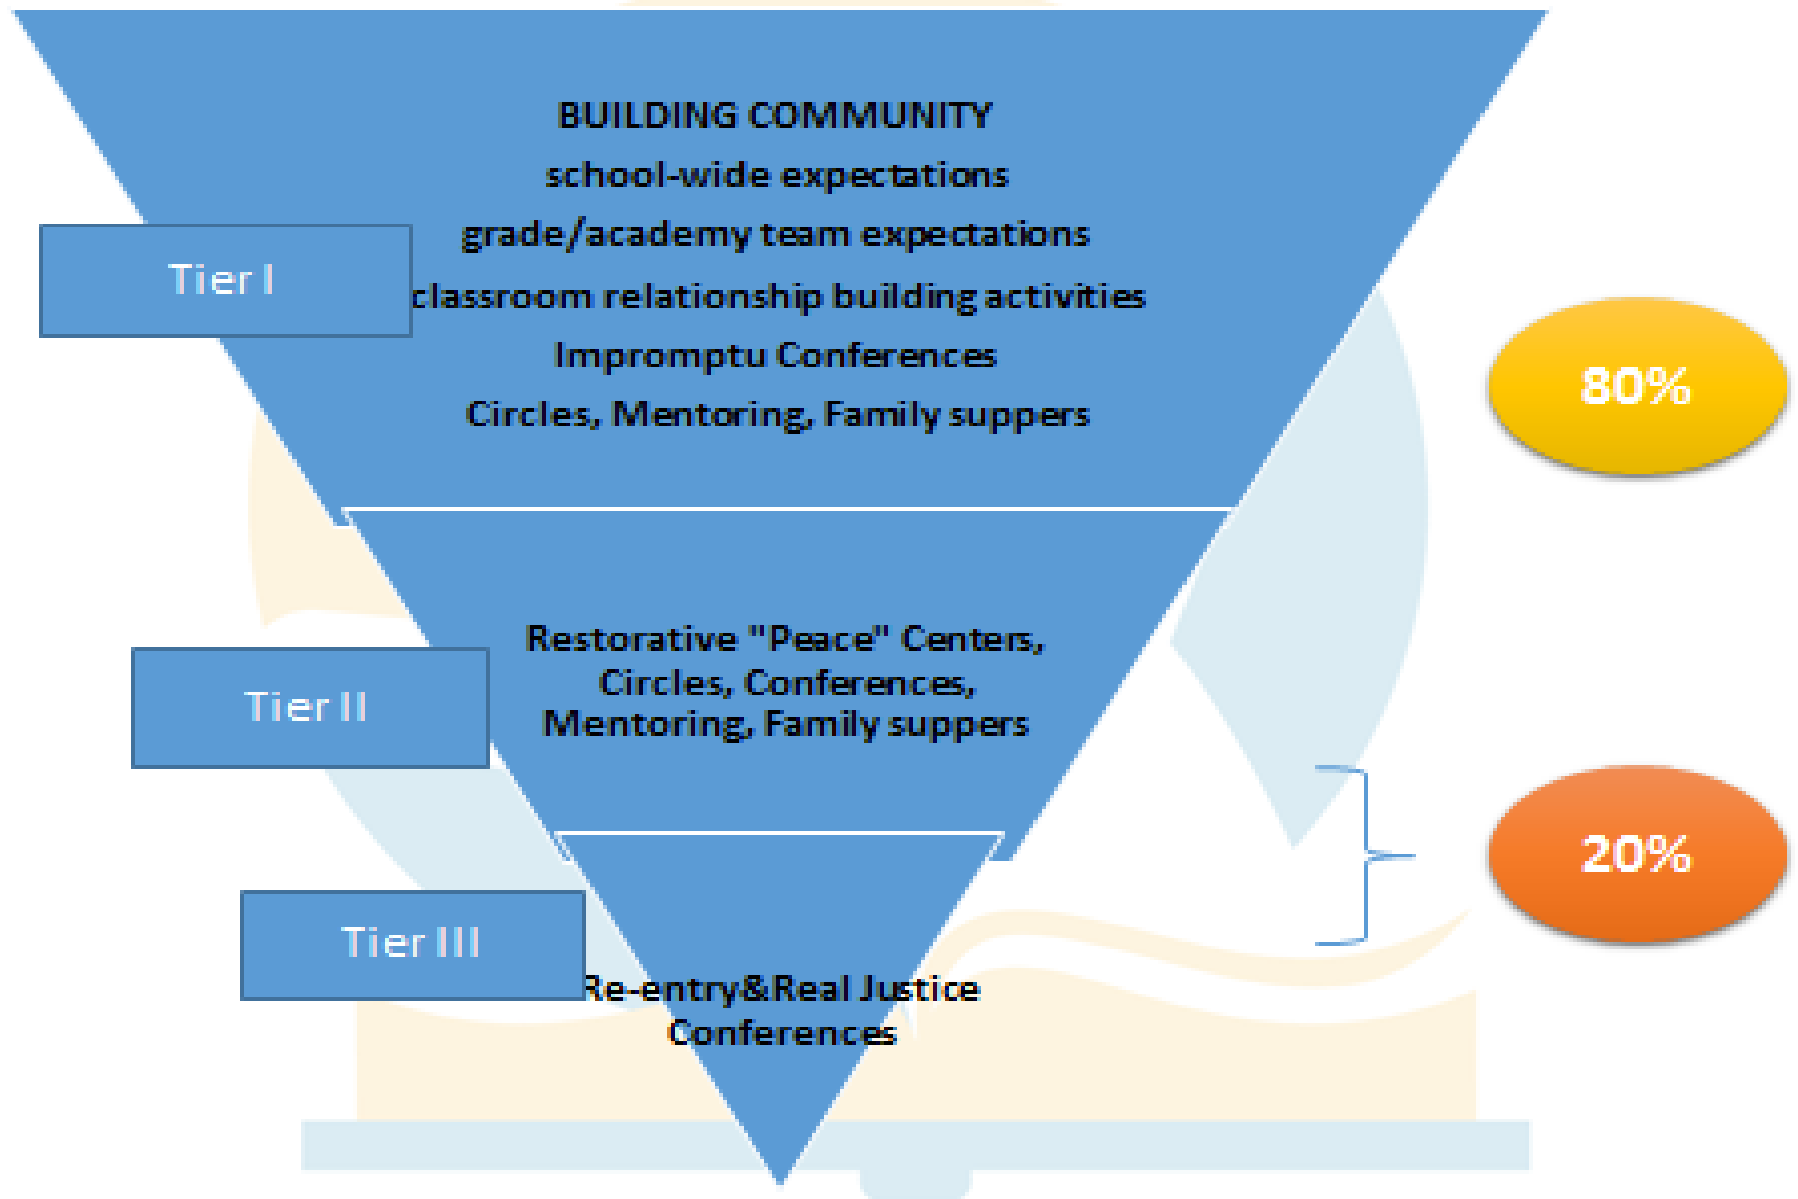 BUILDING COMMUNITY
school-wide expectations
grade/academy team expectations
Tier I
classroom relationship building activities
Impromptu Conferences
Circles, Mentoring, Family suppers
80%
Restorative "Peace" Centers,
Circles, Conferences,
Mentoring, Family suppers
Tier II
20%
Tier III
Re-entry&Real Justice
Conferences